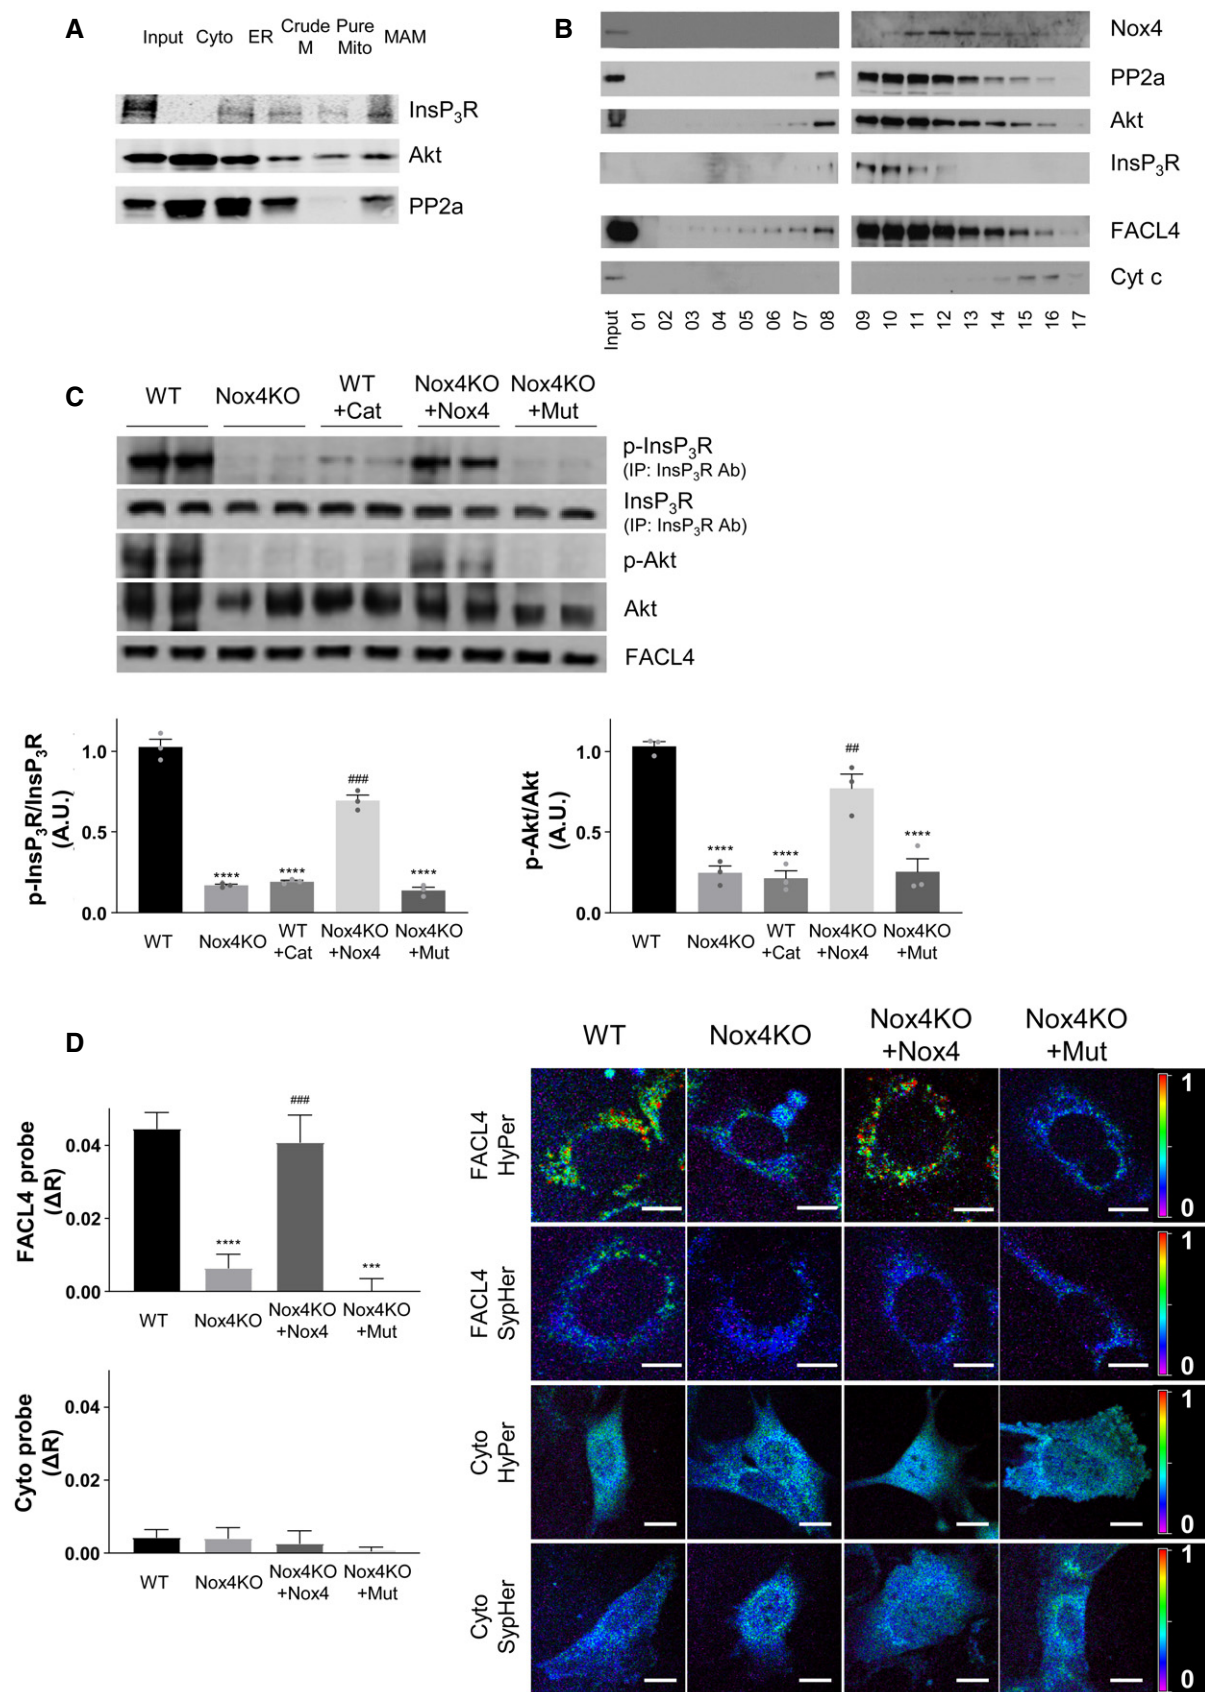 A
Input Cyto ER Crude M Pure Mito MAM
InsP₃R
Akt
PP2a
B
Nox4
PP2a
Akt
InsP₃R
FACL4
Cyt c
Input 01 02 03 04 05 06 07 08 09 10 11 12 13 14 15 16 17
C
WT Nox4KO WT +Cat Nox4KO +Nox4 Nox4KO +Mut
p-InsP₃R
(IP: InsP₃R Ab)
InsP₃R
(IP: InsP₃R Ab)
p-Akt
Akt
FACL4
p-InsP₃R/InsP₃R
(A.U.)
1.0
0.5
0.0
**** **** ### ****
WT Nox4KO WT +Cat Nox4KO +Nox4 Nox4KO +Mut
p-Akt/Akt
(A.U.)
1.0
0.5
0.0
**** **** ## ****
WT Nox4KO WT +Cat Nox4KO +Nox4 Nox4KO +Mut
D
FACL4 probe
(ΔR)
0.04
0.02
0.00
**** ### ***
WT Nox4KO Nox4KO +Nox4 Nox4KO +Mut
Cyto probe
(ΔR)
0.04
0.02
0.00
WT Nox4KO Nox4KO +Nox4 Nox4KO +Mut
WT Nox4KO Nox4KO +Nox4 Nox4KO +Mut
FACL4
HyPer
1
0
FACL4
SypHer
1
0
Cyto
HyPer
1
0
Cyto
SypHer
1
0